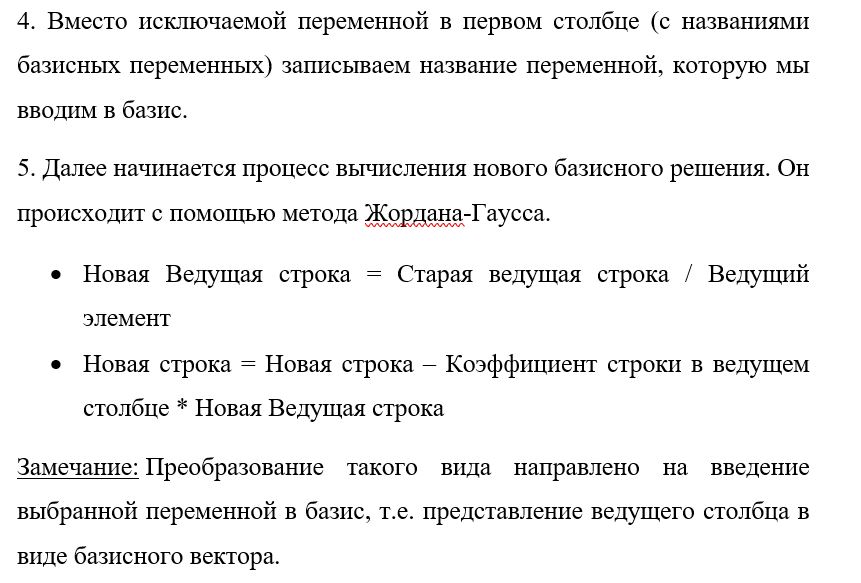 4. Вместо исключаемой переменной в первом столбце (с названиями
базисных переменных) записываем название переменной, которую мы
вводим в базис.
5. Далее начинается процесс вычисления нового базисного решения. Он
происходит с помощью метода Жордана-Гаусса.
• Новая Ведущая строка = Старая ведущая строка / Ведущий
элемент
• Новая строка = Новая строка – Коэффициент строки в ведущем
столбце * Новая Ведущая строка
Замечание: Преобразование такого вида направлено на введение
выбранной переменной в базис, т.е. представление ведущего столбца в
виде базисного вектора.